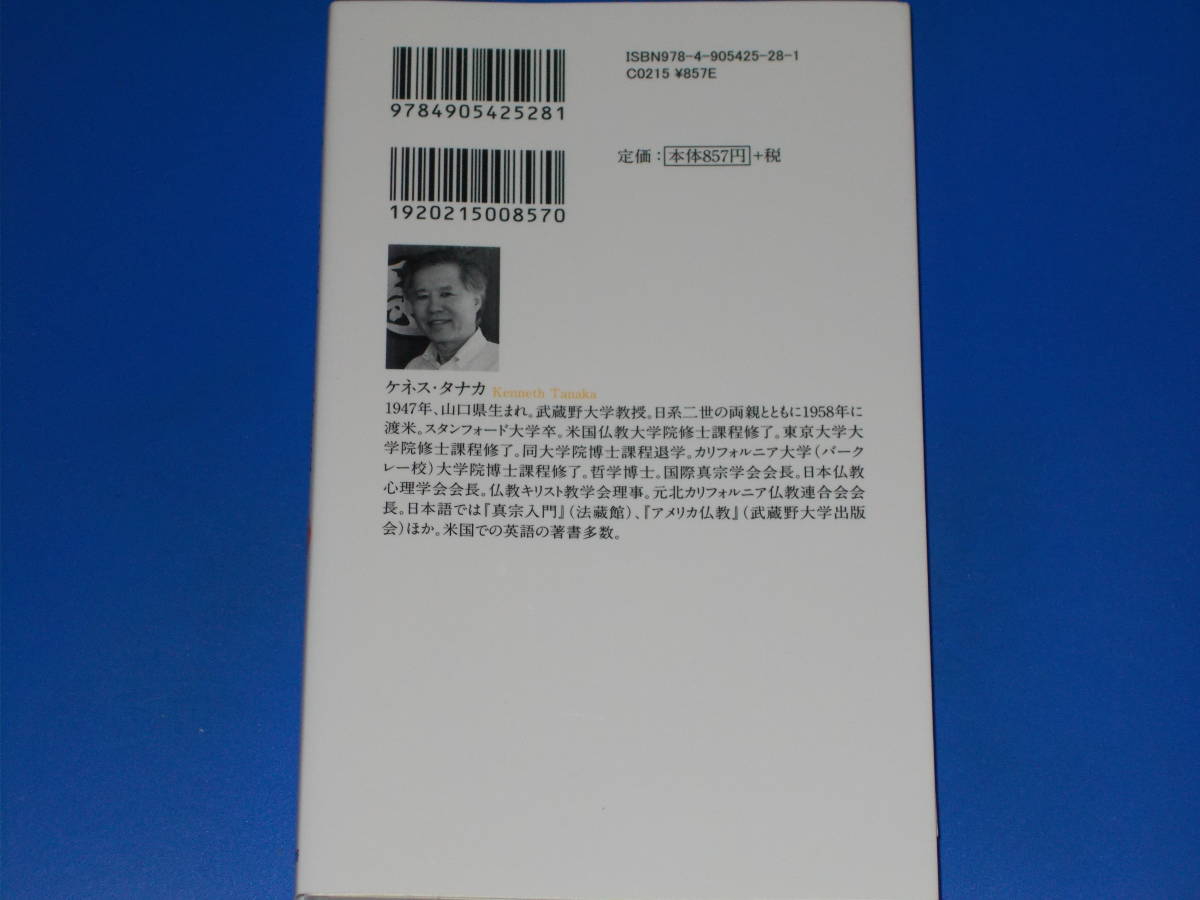 ISBN978-4-905425-28-1
C0215 ¥857E
9784905425281
定価：本体857円+税
1920215008570
ケネス・タナカ Kenneth Tanaka
1947年、山口県生まれ。武蔵野大学教授。日系二世の両親とともに1958年に
渡米。スタンフォード大学卒。米国仏教大学院修士課程修了。東京大学大
学院修士課程修了。同大学院博士課程退学。カリフォルニア大学（バーク
レー校）大学院博士課程修了。哲学博士。国際真宗学会会長。日本仏教
心理学会会長。仏教キリスト教学会理事。元北カリフォルニア仏教連合会会
長。日本語では『真宗入門』（法蔵館）、『アメリカ仏教』（武蔵野大学出版
会）ほか。米国での英語の著書多数。